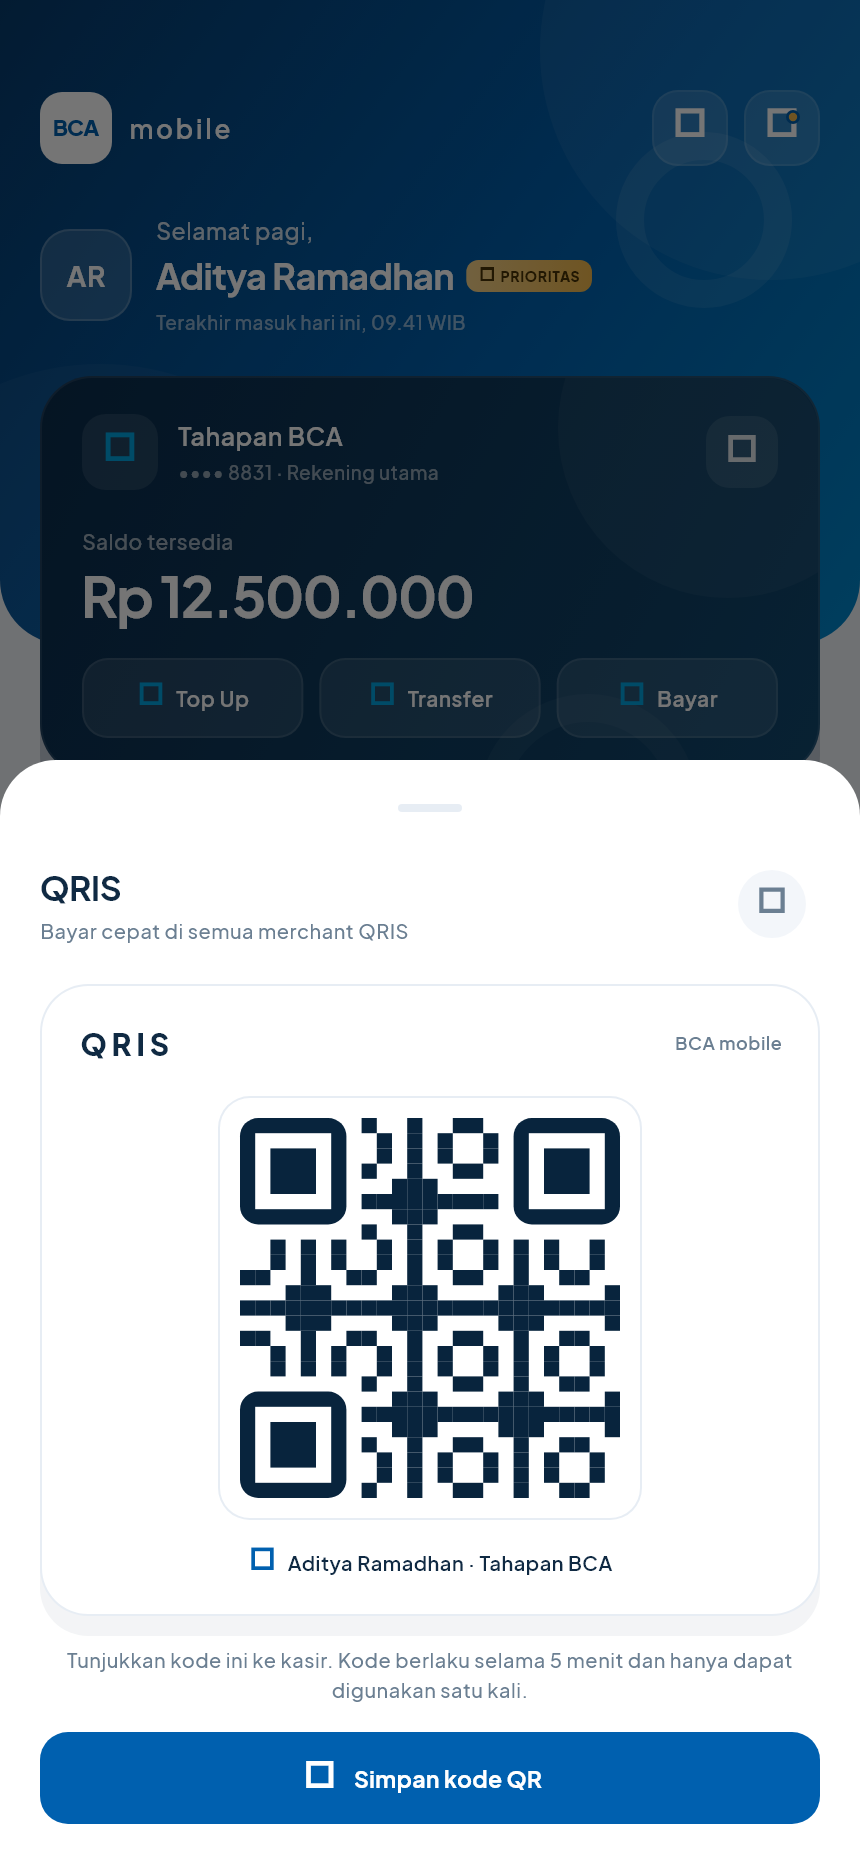 BCA mobile
Selamat pagi,
AR
Aditya Ramadhan PRIORITAS
Terakhir masuk hari ini, 09.41 WIB
Tahapan BCA
•••• 8831 · Rekening utama
Saldo tersedia
Rp 12.500.000
Top Up Transfer Bayar
QRIS
Bayar cepat di semua merchant QRIS
QRIS BCA mobile
Aditya Ramadhan · Tahapan BCA
Tunjukkan kode ini ke kasir. Kode berlaku selama 5 menit dan hanya dapat
digunakan satu kali.
Simpan kode QR